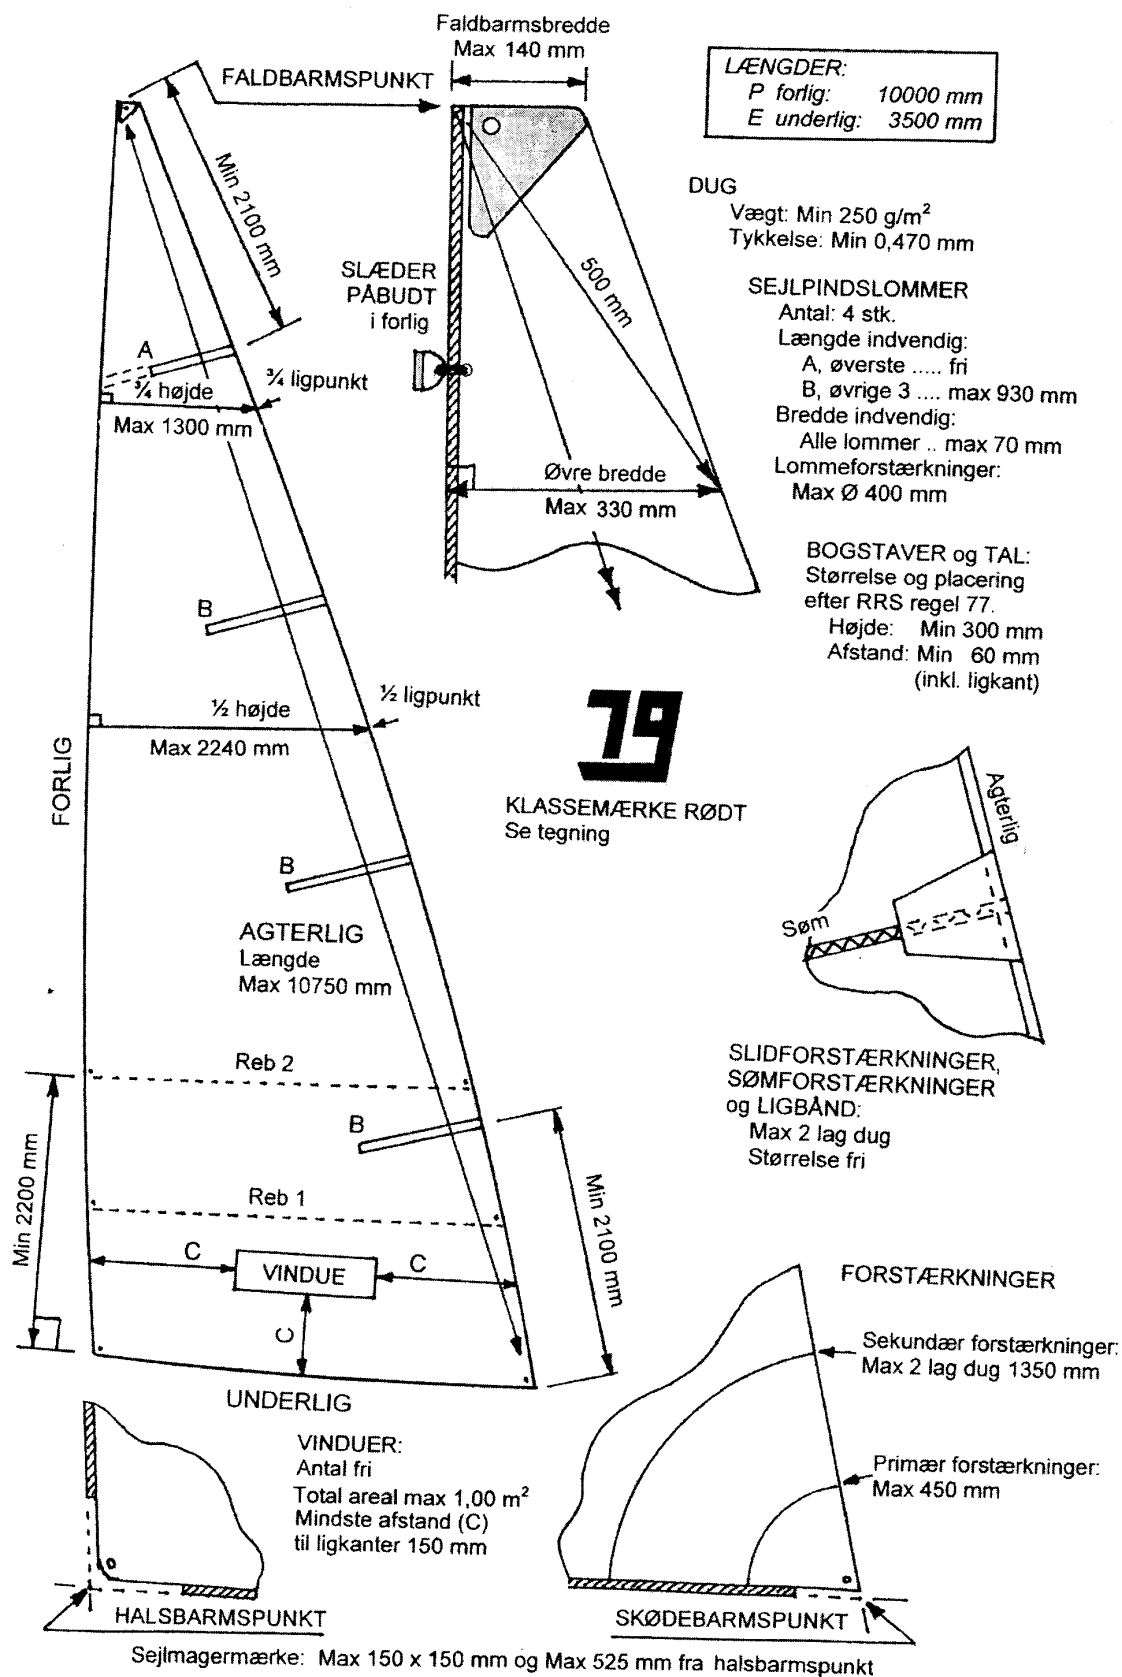 Faldbarmsbredde
Max 140 mm
FALDBARMSPUNKT
LÆNGDER:
P forlig: 10000 mm
E underlig: 3500 mm
Min 2100 mm
DUG
Vægt: Min 250 g/m²
Tykkelse: Min 0,470 mm
SLÆDER
PÅBUDT
i forlig
500 mm
SEJLPINDSLOMMER
Antal: 4 stk.
Længde indvendig:
A, øverste ..... fri
B, øvrige 3 .... max 930 mm
Bredde indvendig:
Alle lommer .. max 70 mm
Lommeforstærkninger:
Max Ø 400 mm
A
¾ højde
¾ ligpunkt
Max 1300 mm
Øvre bredde
Max 330 mm
BOGSTAVER og TAL:
Størrelse og placering
efter RRS regel 77.
Højde: Min 300 mm
Afstand: Min 60 mm
(inkl. ligkant)
B
½ højde
½ ligpunkt
Max 2240 mm
FORLIG
19
KLASSEMÆRKE RØDT
Se tegning
B
AGTERLIG
Længde
Max 10750 mm
Agterlig
Søm
SLIDFORSTÆRKNINGER,
SØMFORSTÆRKNINGER
og LIGBÅND:
Max 2 lag dug
Størrelse fri
Reb 2
B
Min 2200 mm
Reb 1
Min 2100 mm
C
VINDUE
C
C
UNDERLIG
FORSTÆRKNINGER
Sekundær forstærkninger:
Max 2 lag dug 1350 mm
Primær forstærkninger:
Max 450 mm
VINDUER:
Antal fri
Total areal max 1,00 m²
Mindste afstand (C)
til ligkanter 150 mm
HALSBARMSPUNKT
SKØDEBARMSPUNKT
Sejlmagermærke: Max 150 x 150 mm og Max 525 mm fra halsbarmspunkt